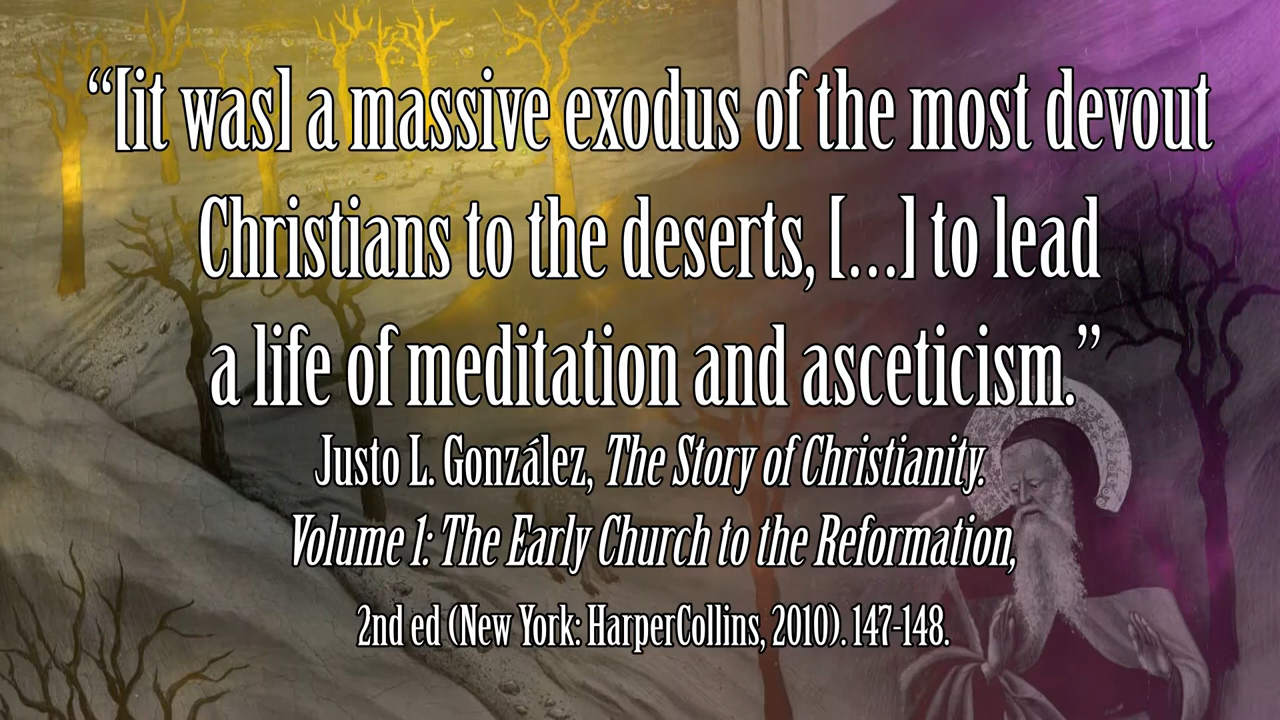 “[it was] a massive exodus of the most devout
Christians to the deserts, [...] to lead
a life of meditation and asceticism.”
Justo L. González, The Story of Christianity.
Volume 1: The Early Church to the Reformation,
2nd ed (New York: HarperCollins, 2010). 147-148.